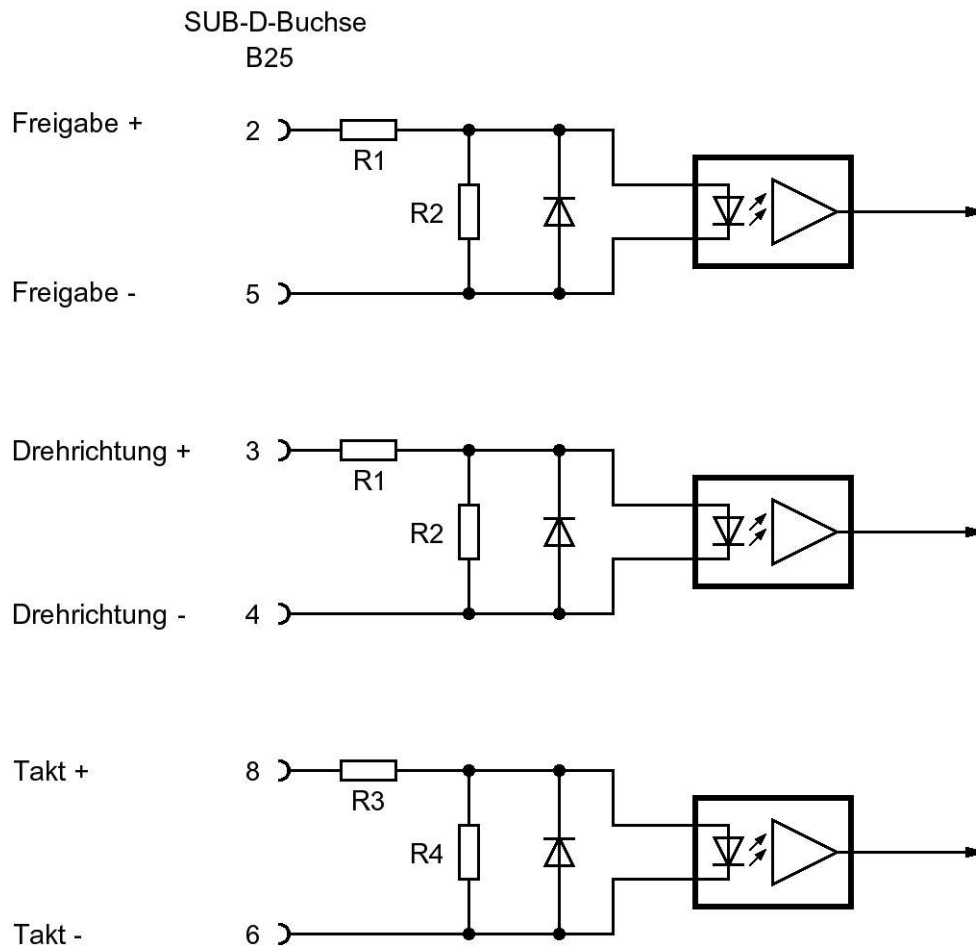 SUB-D-Buchse
B25
Freigabe + 2
R1
R2
Freigabe - 5
Drehrichtung + 3
R1
R2
Drehrichtung - 4
Takt + 8
R3
R4
Takt - 6